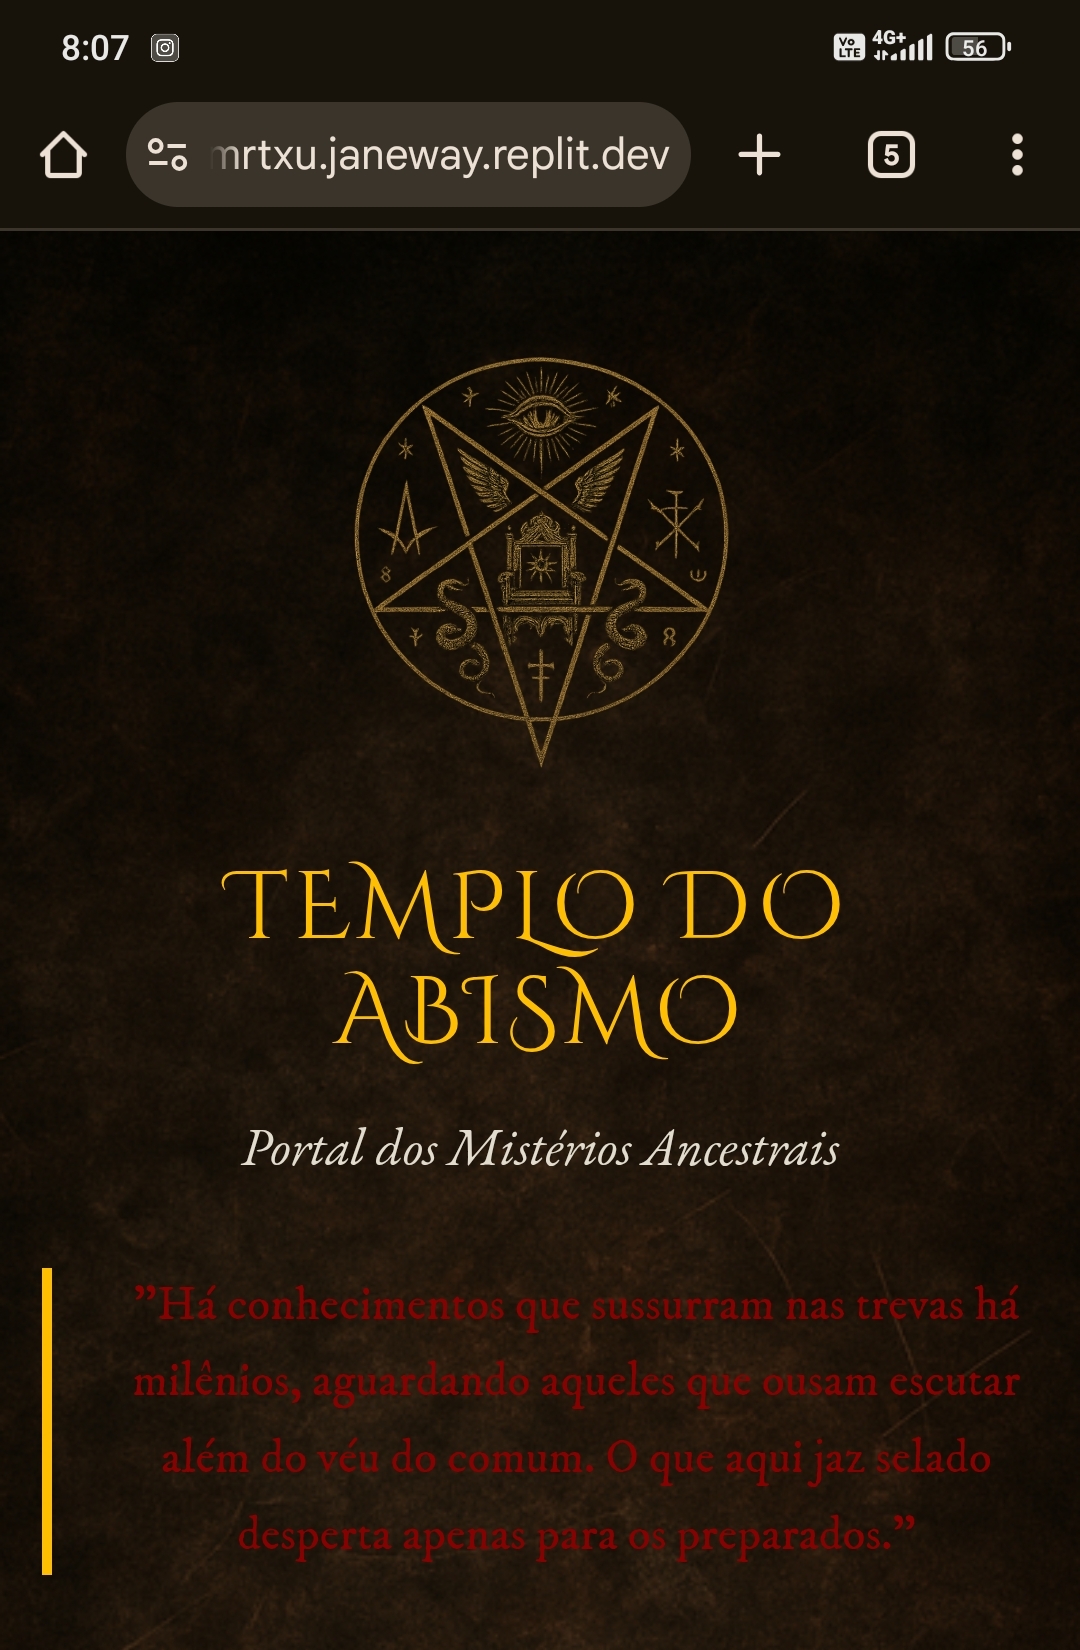 8:07
Vo LTE 4G+ 56
mrtxu.janeway.replit.dev
5
TEMPLO DO
ABISMO
Portal dos Mistérios Ancestrais
”Há conhecimentos que sussurram nas trevas há
milênios, aguardando aqueles que ousam escutar
além do véu do comum. O que aqui jaz selado
desperta apenas para os preparados.”